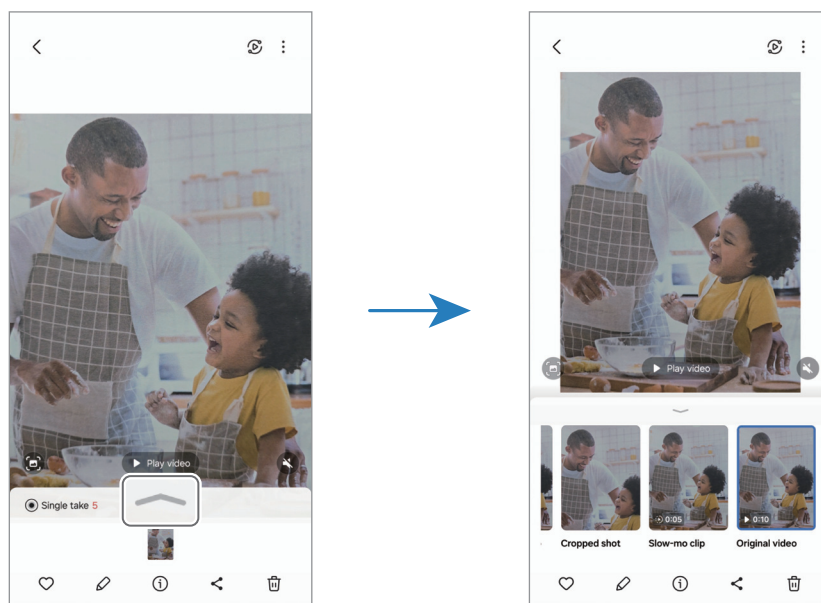 Play video
Single take 5
Play video
0:05
0:10
Cropped shot
Slow-mo clip
Original video